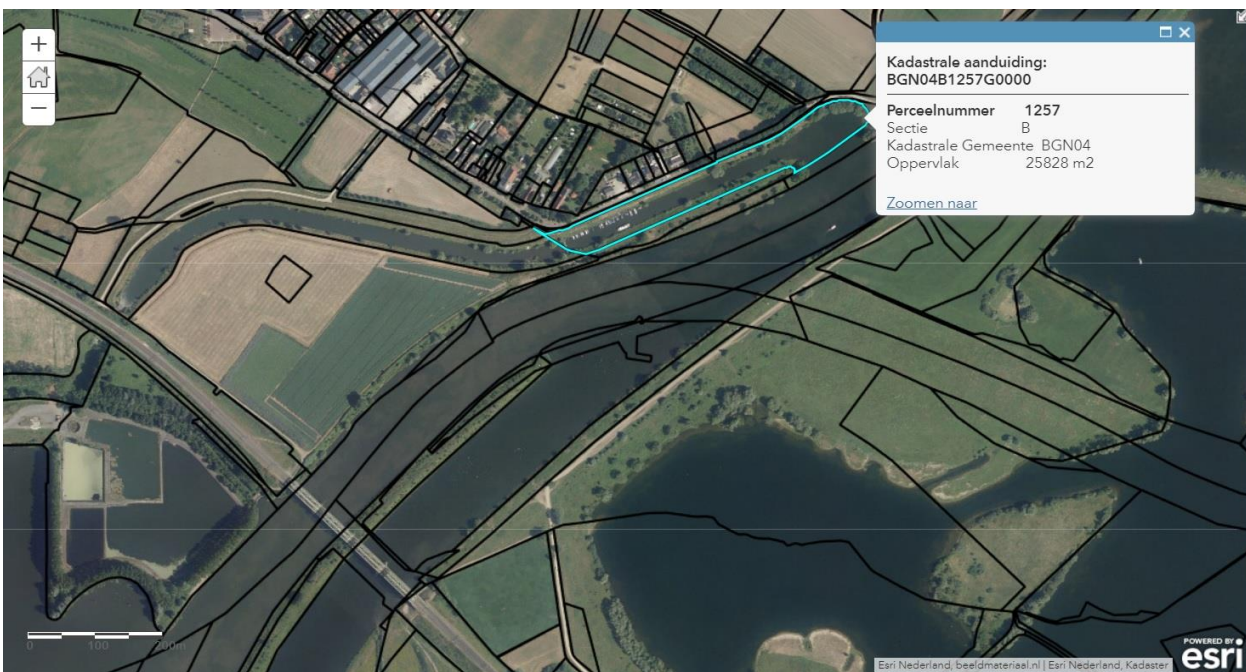 Kadastrale aanduiding:
BGN04B1257G0000
Perceelnummer 1257
Sectie B
Kadastrale Gemeente BGN04
Oppervlak 25828 m2
Zoomen naar
0 100 200m
POWERED BY
esri
Esri Nederland, beeldmateriaal.nl | Esri Nederland, Kadaster